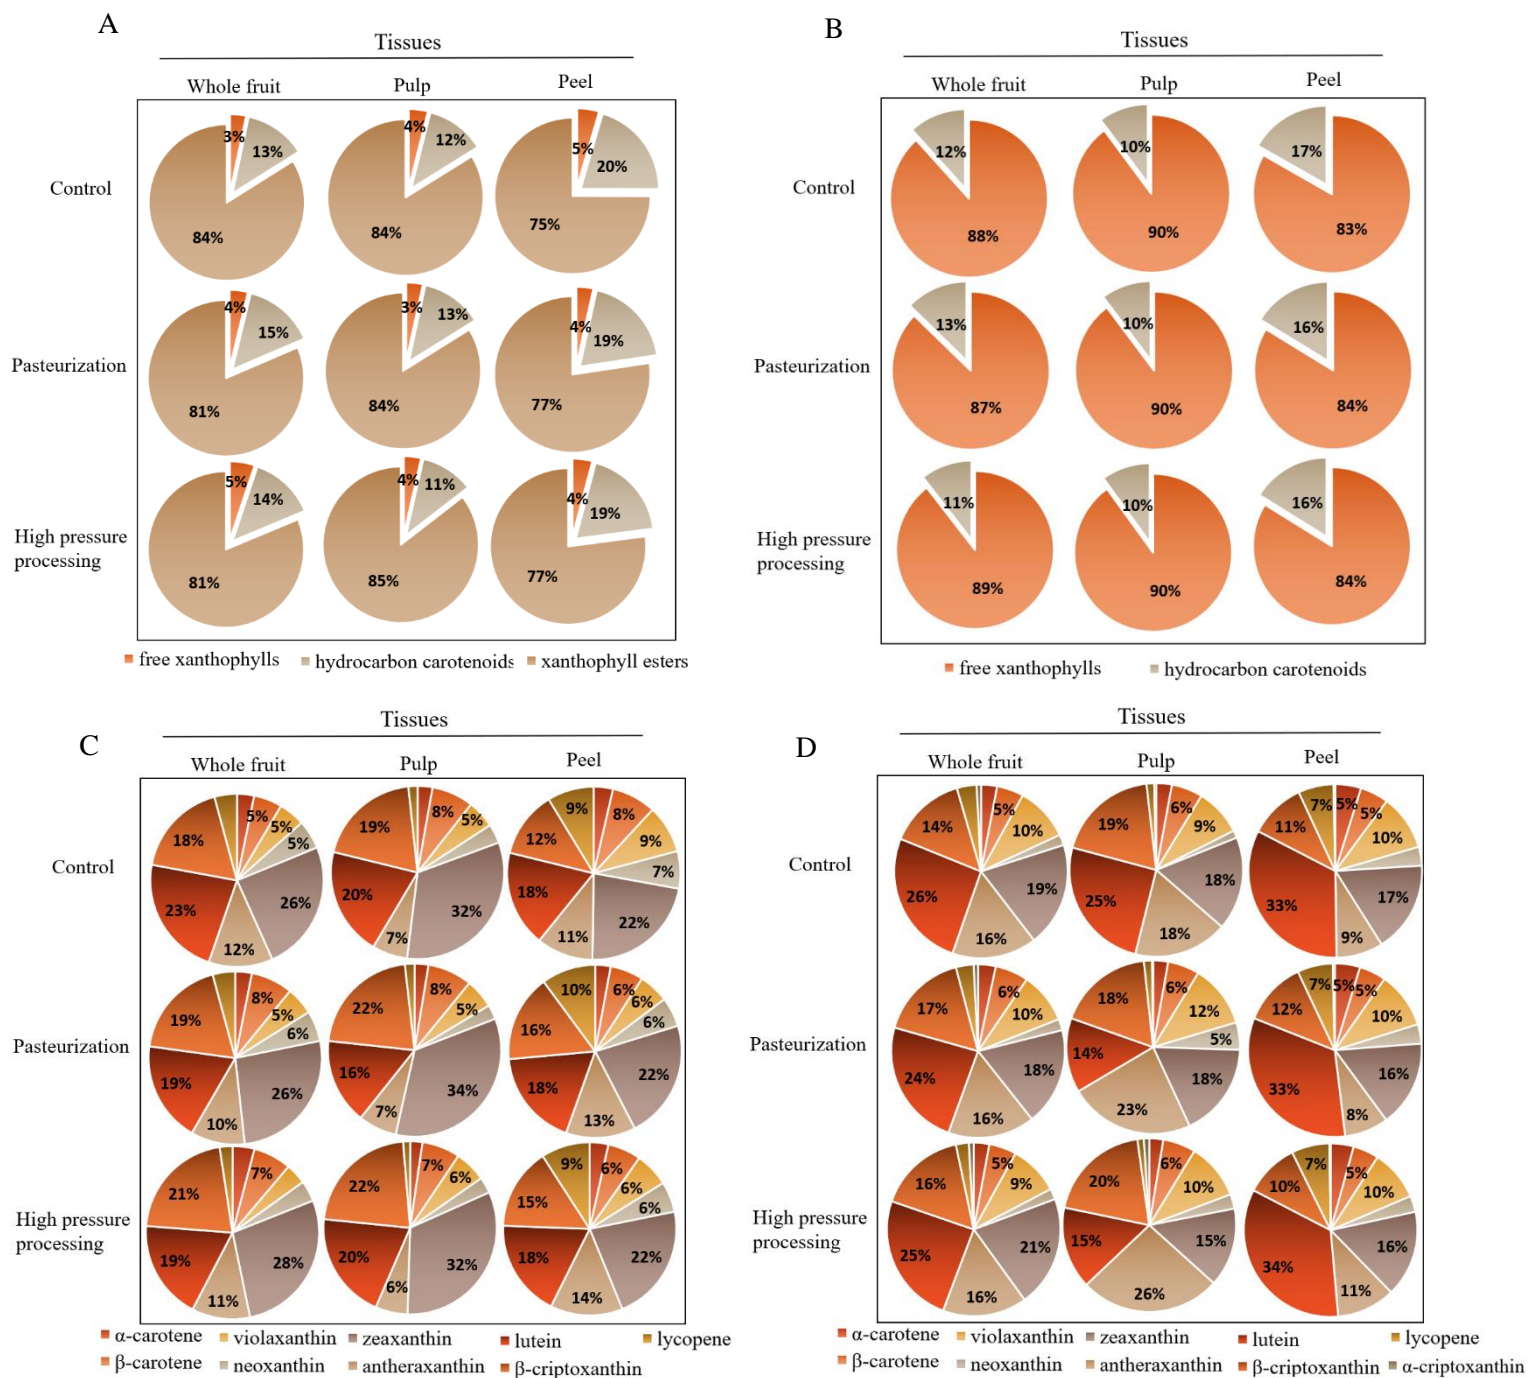 A
Tissues
Whole fruit Pulp Peel
Control
3% 13% 84%
4% 12% 84%
5% 20% 75%
Pasteurization
4% 15% 81%
3% 13% 84%
4% 19% 77%
High pressure
processing
5% 14% 81%
4% 11% 85%
4% 19% 77%
free xanthophylls hydrocarbon carotenoids xanthophyll esters
B
Tissues
Whole fruit Pulp Peel
Control
12% 88%
10% 90%
17% 83%
Pasteurization
13% 87%
10% 90%
16% 84%
High pressure
processing
11% 89%
10% 90%
16% 84%
free xanthophylls hydrocarbon carotenoids
C
Tissues
Whole fruit Pulp Peel
Control
5% 5% 5% 26% 12% 23% 18%
8% 5% 32% 7% 20% 19%
8% 9% 7% 22% 11% 18% 12% 9%
Pasteurization
8% 5% 6% 26% 10% 19% 19%
8% 5% 34% 7% 16% 22%
6% 6% 6% 22% 13% 18% 16% 10%
High pressure
processing
7% 28% 11% 19% 21%
7% 6% 32% 6% 20% 22%
6% 6% 6% 22% 14% 18% 15% 9%
α-carotene violaxanthin zeaxanthin lutein lycopene
β-carotene neoxanthin antheraxanthin β-criptoxanthin
D
Tissues
Whole fruit Pulp Peel
Control
5% 10% 19% 16% 26% 14%
6% 9% 18% 18% 25% 19%
5% 5% 10% 17% 9% 33% 11% 7%
Pasteurization
6% 10% 18% 16% 24% 17%
6% 12% 5% 18% 23% 14% 18%
5% 5% 10% 16% 8% 33% 12% 7%
High pressure
processing
5% 9% 21% 16% 25% 16%
6% 10% 15% 26% 15% 20%
5% 10% 16% 11% 34% 10% 7%
α-carotene violaxanthin zeaxanthin lutein lycopene
β-carotene neoxanthin antheraxanthin β-criptoxanthin α-criptoxanthin